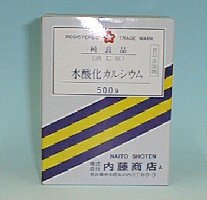 REGISTERED TRADE MARK
純良品
(消石灰)
水酸化カルシウム
500g
NAITO SHOTEN
株式会社 内藤商店